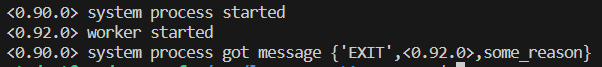 <0.90.0> system process started
<0.92.0> worker started
<0.90.0> system process got message {'EXIT',<0.92.0>,some_reason}